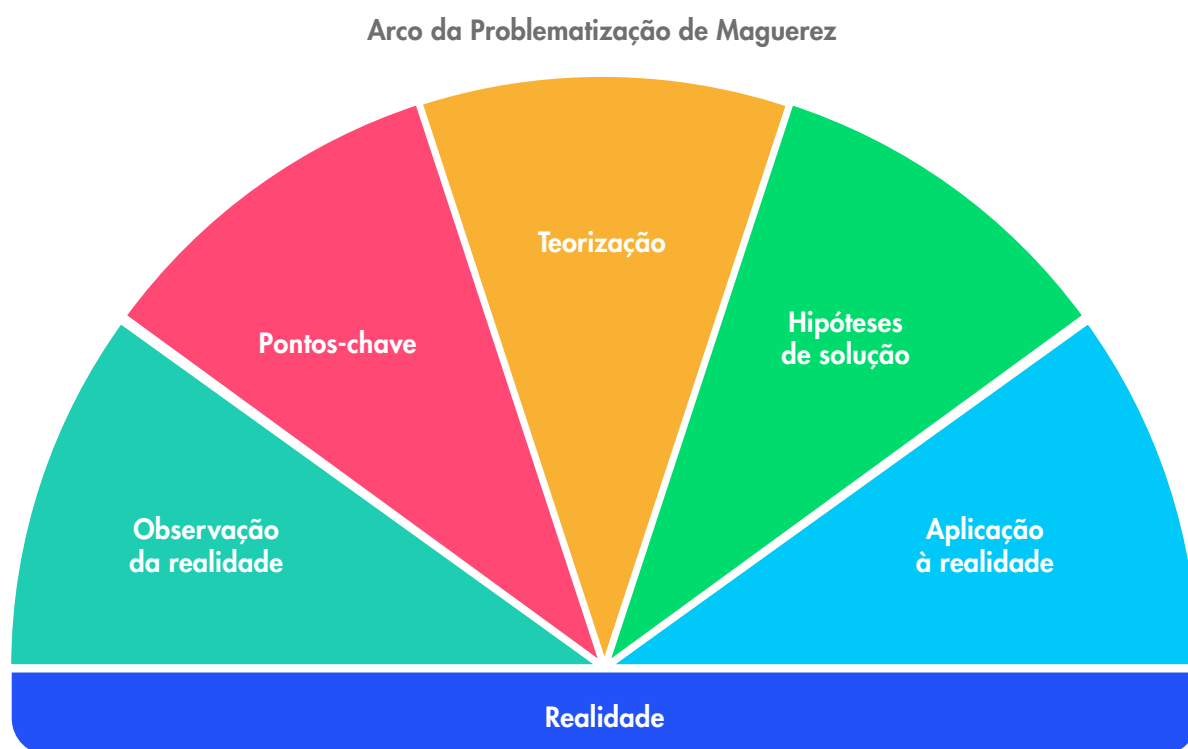 Arco da Problematização de Maguerez
Observação
da realidade
Pontos-chave
Teorização
Hipóteses
de solução
Aplicação
à realidade
Realidade